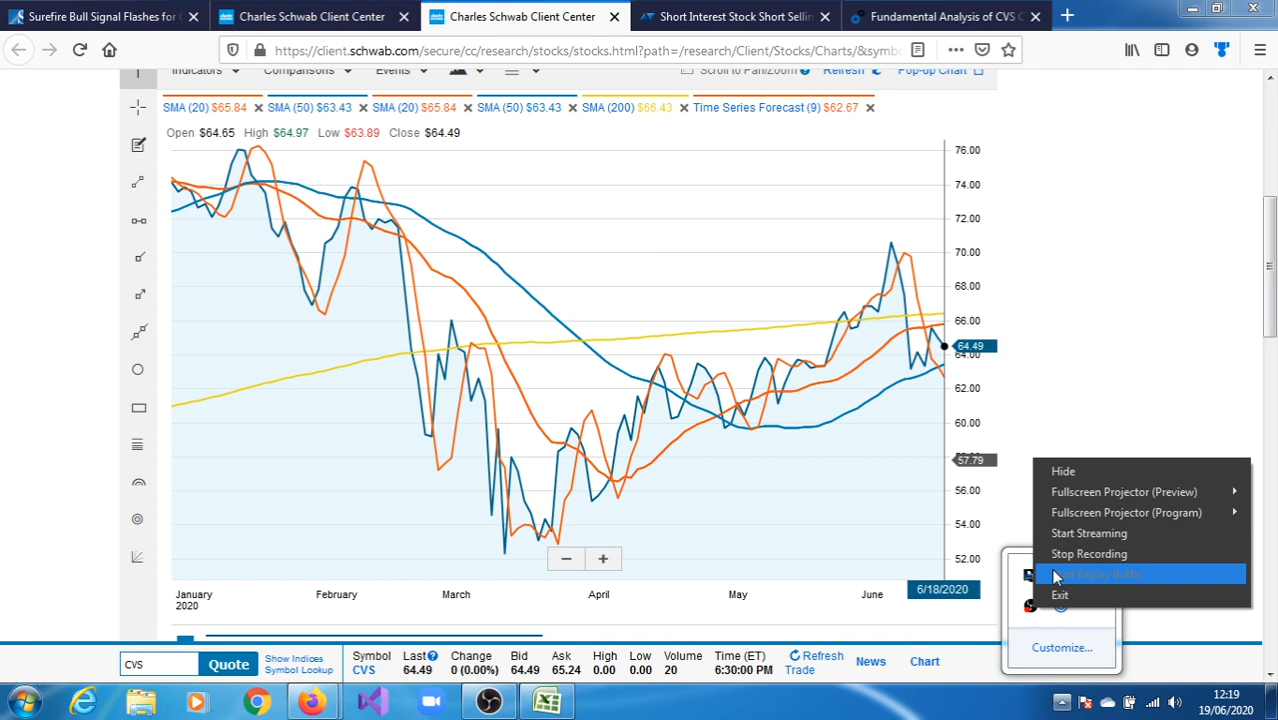 Surefire Bull Signal Flashes for C
Charles Schwab Client Center
Charles Schwab Client Center
Short Interest Stock Short Sellin
Fundamental Analysis of CVS C
https://client.schwab.com/secure/cc/research/stocks/stocks.html?path=/research/Client/Stocks/Charts/&symbo
Indicators Comparisons Events Scroll to Pan/Zoom Refresh Pop-up Chart
SMA (20) $65.84 SMA (50) $63.43 SMA (20) $65.84 SMA (50) $63.43 SMA (200) $66.43 Time Series Forecast (9) $62.67
Open $64.65 High $64.97 Low $63.89 Close $64.49
76.00
74.00
72.00
70.00
68.00
66.00
64.49
64.00
62.00
60.00
57.79
56.00
54.00
52.00
January February March April May June 6/18/2020
2020
Hide
Fullscreen Projector (Preview)
Fullscreen Projector (Program)
Start Streaming
Stop Recording
Replay Buffer
Exit
Customize...
CVS Quote
Show Indices
Symbol Lookup
Symbol Last Change Bid Ask High Low Volume Time (ET) Refresh
CVS 64.49 0 (0.00%) 64.49 65.24 0.00 0.00 20 6:30:00 PM Trade
News Chart
12:19
19/06/2020